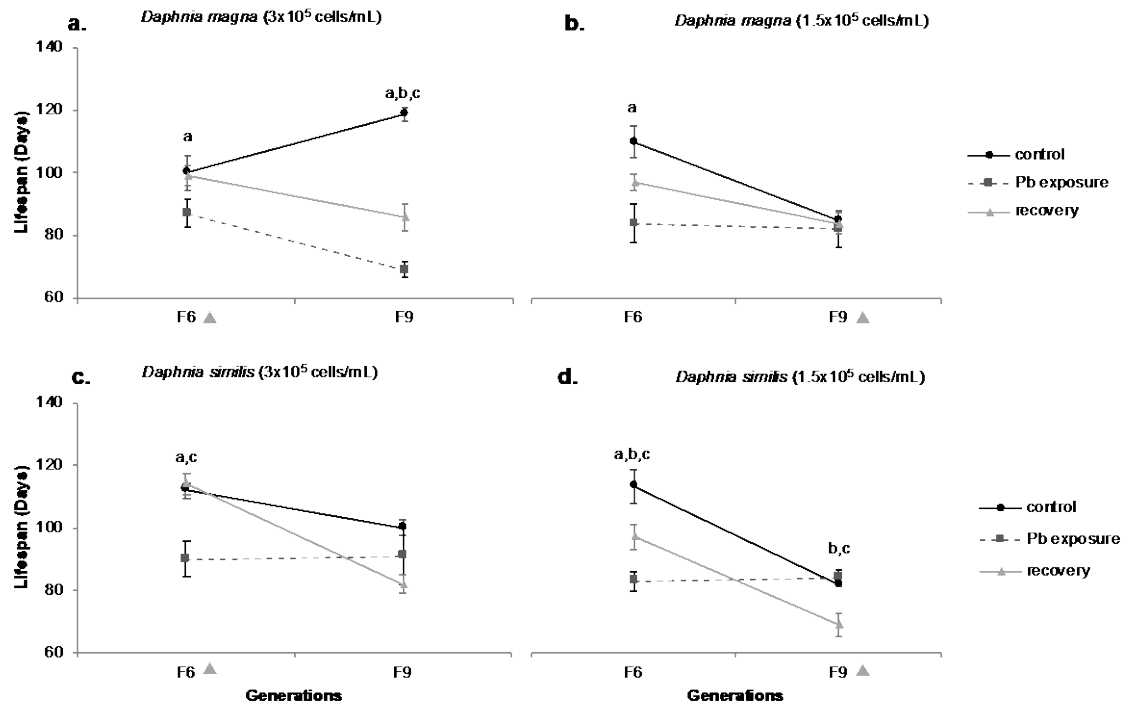 a. Daphnia magna (3x10⁵ cells/mL)
b. Daphnia magna (1.5x10⁵ cells/mL)
140
120
100
80
60
Lifespan (Days)
a
a,b,c
a
F6
F9
F6
F9
control
Pb exposure
recovery
c. Daphnia similis (3x10⁵ cells/mL)
d. Daphnia similis (1.5x10⁵ cells/mL)
140
120
100
80
60
Lifespan (Days)
a,c
a,b,c
b,c
F6
F9
F6
F9
Generations
Generations
control
Pb exposure
recovery